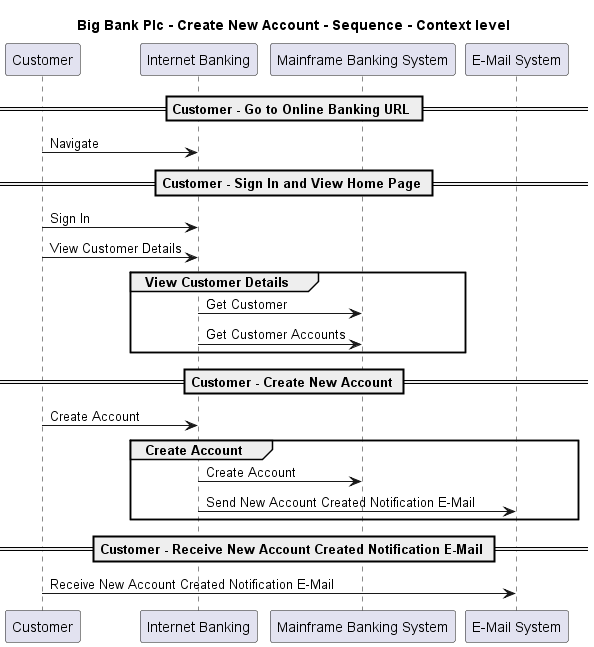 Big Bank Plc - Create New Account - Sequence - Context level
Customer Internet Banking Mainframe Banking System E-Mail System
Customer - Go to Online Banking URL
Navigate
Customer - Sign In and View Home Page
Sign In
View Customer Details
View Customer Details
Get Customer
Get Customer Accounts
Customer - Create New Account
Create Account
Create Account
Create Account
Send New Account Created Notification E-Mail
Customer - Receive New Account Created Notification E-Mail
Receive New Account Created Notification E-Mail
Customer Internet Banking Mainframe Banking System E-Mail System